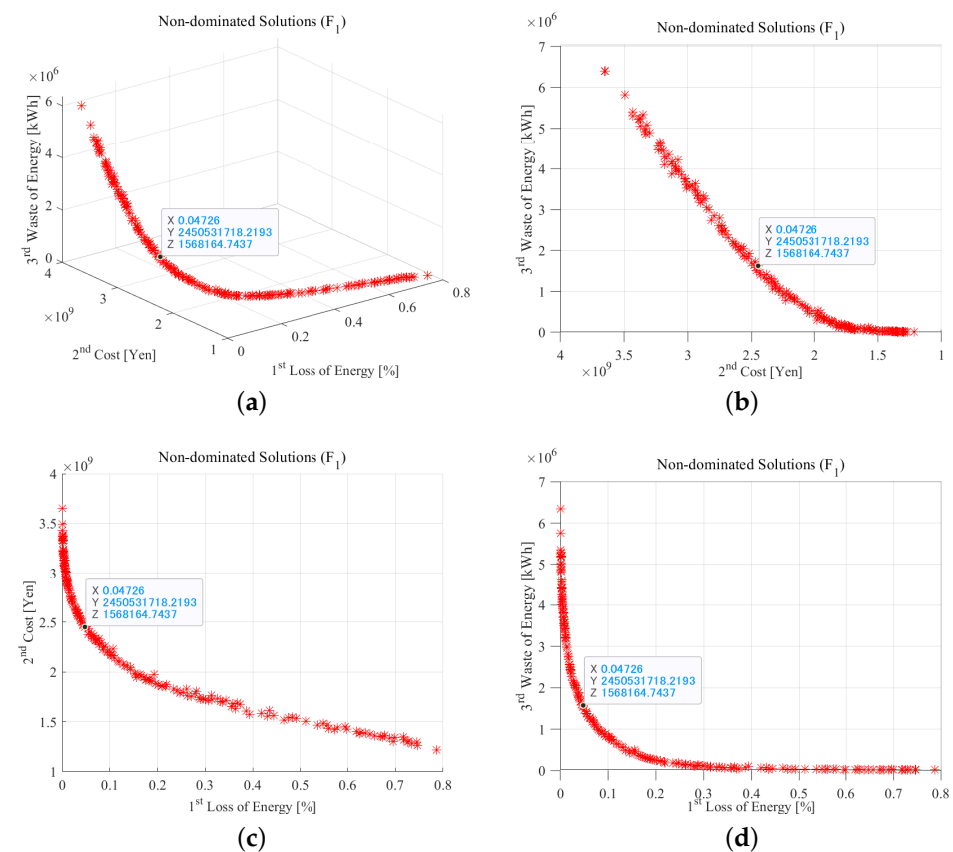 Non-dominated Solutions (F1)
×10^6
3rd Waste of Energy [kWh]
6
4
2
0
X 0.04726
Y 2450531718.2193
Z 1568164.7437
4
3
2
1
×10^9
2nd Cost [Yen]
0
0.2
0.4
0.6
0.8
1st Loss of Energy [%]
(a)
Non-dominated Solutions (F1)
×10^6
3rd Waste of Energy [kWh]
7
6
5
4
3
2
1
0
X 0.04726
Y 2450531718.2193
Z 1568164.7437
4 3.5 3 2.5 2 1.5 1
×10^9
2nd Cost [Yen]
(b)
Non-dominated Solutions (F1)
×10^9
2nd Cost [Yen]
4
3.5
3
2.5
2
1.5
1
X 0.04726
Y 2450531718.2193
Z 1568164.7437
0 0.1 0.2 0.3 0.4 0.5 0.6 0.7 0.8
1st Loss of Energy [%]
(c)
Non-dominated Solutions (F1)
×10^6
3rd Waste of Energy [kWh]
7
6
5
4
3
2
1
0
X 0.04726
Y 2450531718.2193
Z 1568164.7437
0 0.1 0.2 0.3 0.4 0.5 0.6 0.7 0.8
1st Loss of Energy [%]
(d)